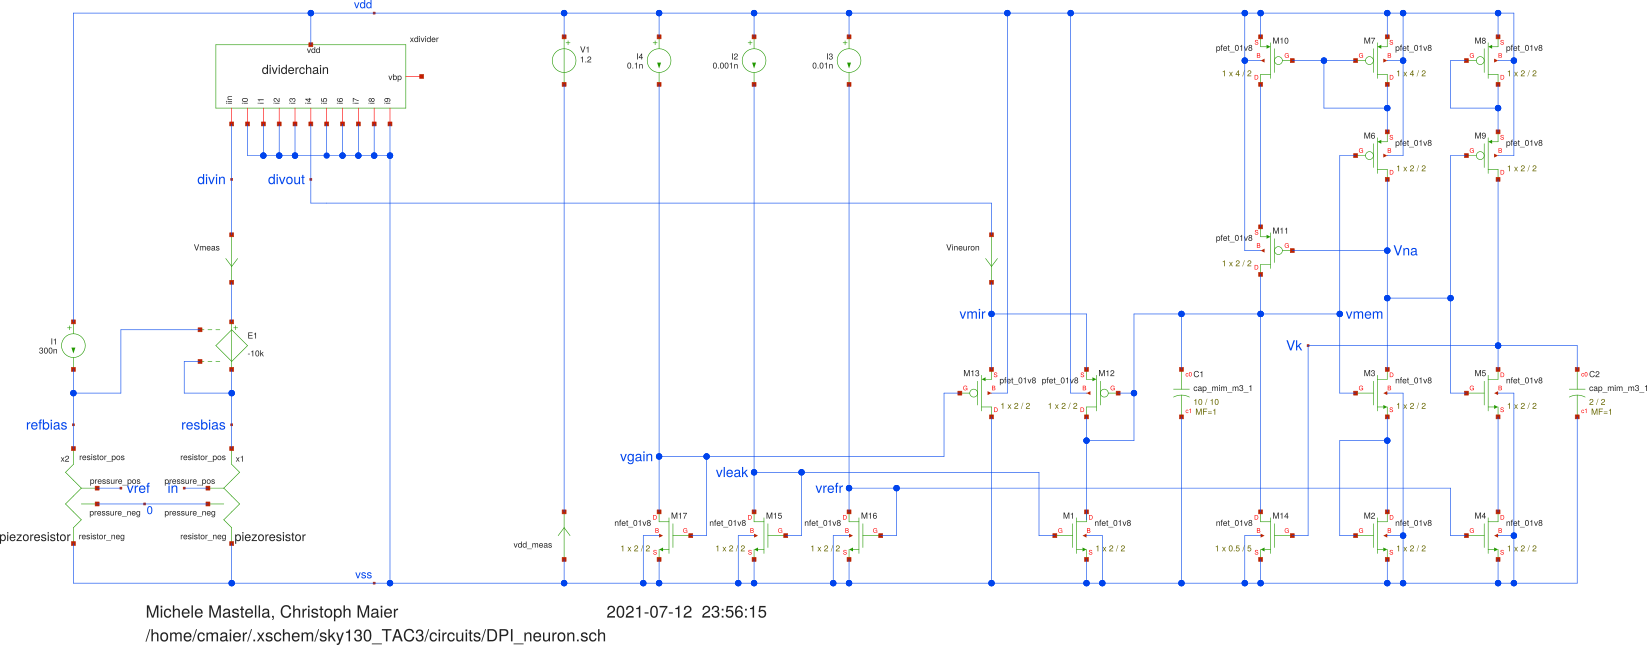 vdd
vdd
xdivider
dividerchain
vbp
iin
i0
i1
i2
i3
i4
i5
i6
i7
i8
i9
divin
divout
V1
1.2
I4
0.1n
I2
0.001n
I3
0.01n
M10
pfet_01v8
1 x 4 / 2
M7
pfet_01v8
1 x 4 / 2
M8
pfet_01v8
1 x 2 / 2
M6
pfet_01v8
1 x 2 / 2
M9
pfet_01v8
1 x 2 / 2
M11
pfet_01v8
1 x 2 / 2
Vna
Vmeas
Vineuron
vmir
vmem
Vk
I1
300n
E1
-10k
M13
pfet_01v8
1 x 2 / 2
M12
pfet_01v8
1 x 2 / 2
c0 C1
cap_mim_m3_1
10 / 10
c1 MF=1
M3
nfet_01v8
1 x 2 / 2
M5
nfet_01v8
1 x 2 / 2
c0 C2
cap_mim_m3_1
2 / 2
c1 MF=1
refbias
resbias
x2
resistor_pos
resistor_pos
x1
pressure_pos
pressure_pos
vref
in
pressure_neg
0
pressure_neg
piezoresistor
resistor_neg
resistor_neg
piezoresistor
vgain
vleak
vrefr
vdd_meas
M17
nfet_01v8
1 x 2 / 2
M15
nfet_01v8
1 x 2 / 2
M16
nfet_01v8
1 x 2 / 2
M1
nfet_01v8
1 x 2 / 2
M14
nfet_01v8
1 x 0.5 / 5
M2
nfet_01v8
1 x 2 / 2
M4
nfet_01v8
1 x 2 / 2
vss
Michele Mastella, Christoph Maier
2021-07-12 23:56:15
/home/cmaier/.xschem/sky130_TAC3/circuits/DPI_neuron.sch